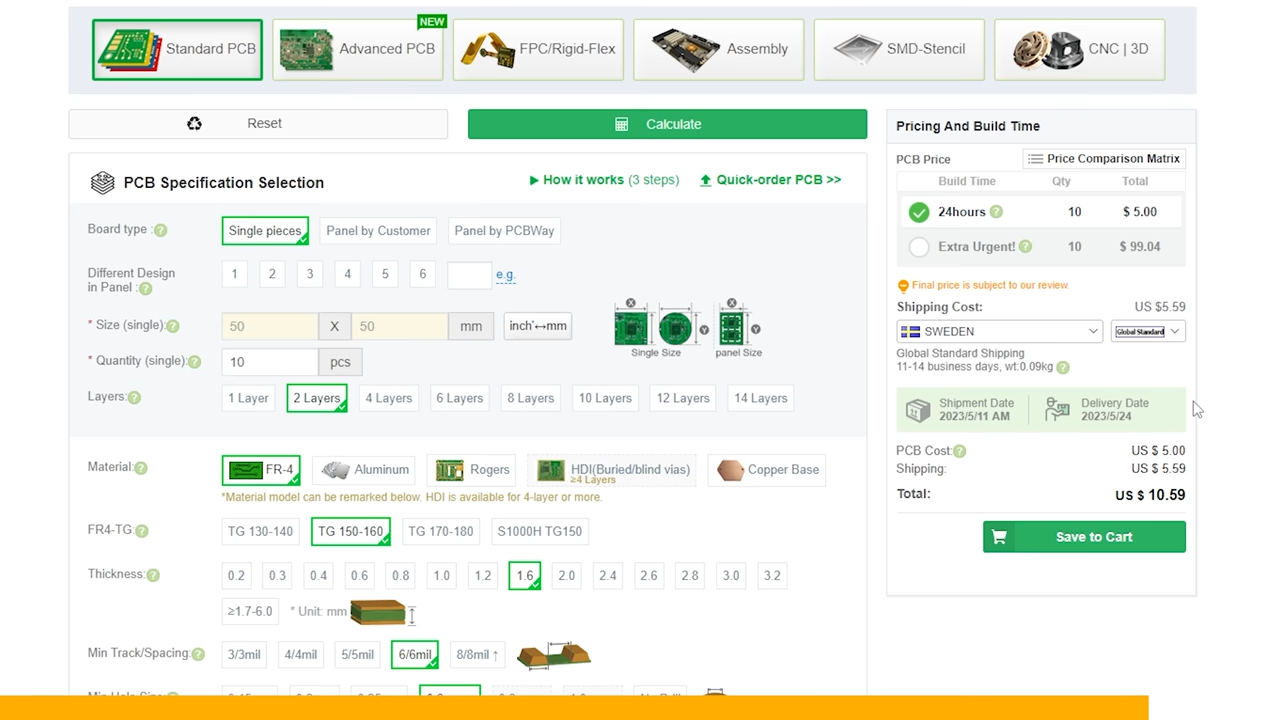 Standard PCB
NEW
Advanced PCB
FPC/Rigid-Flex
Assembly
SMD-Stencil
CNC | 3D
Reset
Calculate
PCB Specification Selection
How it works (3 steps)
Quick-order PCB >>
Board type :
Single pieces
Panel by Customer
Panel by PCBWay
Different Design
in Panel :
1 2 3 4 5 6
e.g.
* Size (single):
50 X 50 mm
inch'↔mm
X X
Y Y
Single Size
panel Size
* Quantity (single):
10 pcs
Layers:
1 Layer 2 Layers 4 Layers 6 Layers 8 Layers 10 Layers 12 Layers 14 Layers
Material:
FR-4
Aluminum
Rogers
HDI(Buried/blind vias)
≥4 Layers
Copper Base
*Material model can be remarked below. HDI is available for 4-layer or more.
FR4-TG:
TG 130-140 TG 150-160 TG 170-180 S1000H TG150
Thickness:
0.2 0.3 0.4 0.6 0.8 1.0 1.2 1.6 2.0 2.4 2.6 2.8 3.0 3.2
≥1.7-6.0 * Unit: mm
Min Track/Spacing:
3/3mil 4/4mil 5/5mil 6/6mil 8/8mil ↑
Pricing And Build Time
PCB Price
Price Comparison Matrix
Build Time Qty Total
24hours 10 $ 5.00
Extra Urgent! 10 $ 99.04
Final price is subject to our review.
Shipping Cost: US $5.59
SWEDEN
Global Standard
Global Standard Shipping
11-14 business days, wt:0.09kg
Shipment Date
2023/5/11 AM
Delivery Date
2023/5/24
PCB Cost: US $ 5.00
Shipping: US $ 5.59
Total: US $ 10.59
Save to Cart